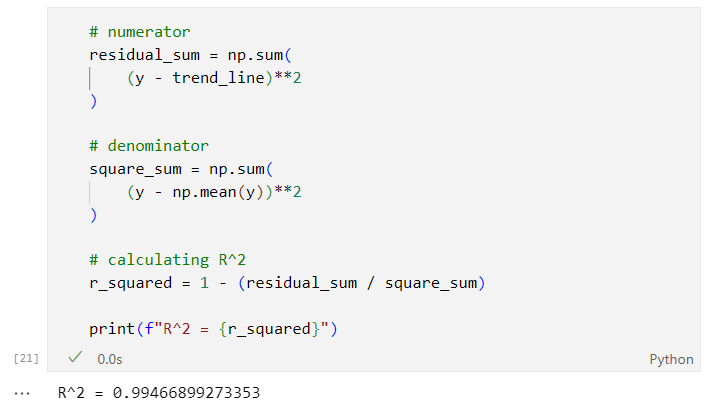 # numerator
residual_sum = np.sum(
    (y - trend_line)**2
)

# denominator
square_sum = np.sum(
    (y - np.mean(y))**2
)

# calculating R^2
r_squared = 1 - (residual_sum / square_sum)

print(f"R^2 = {r_squared}")
[21] ✓ 0.0s Python
··· R^2 = 0.99466899273353